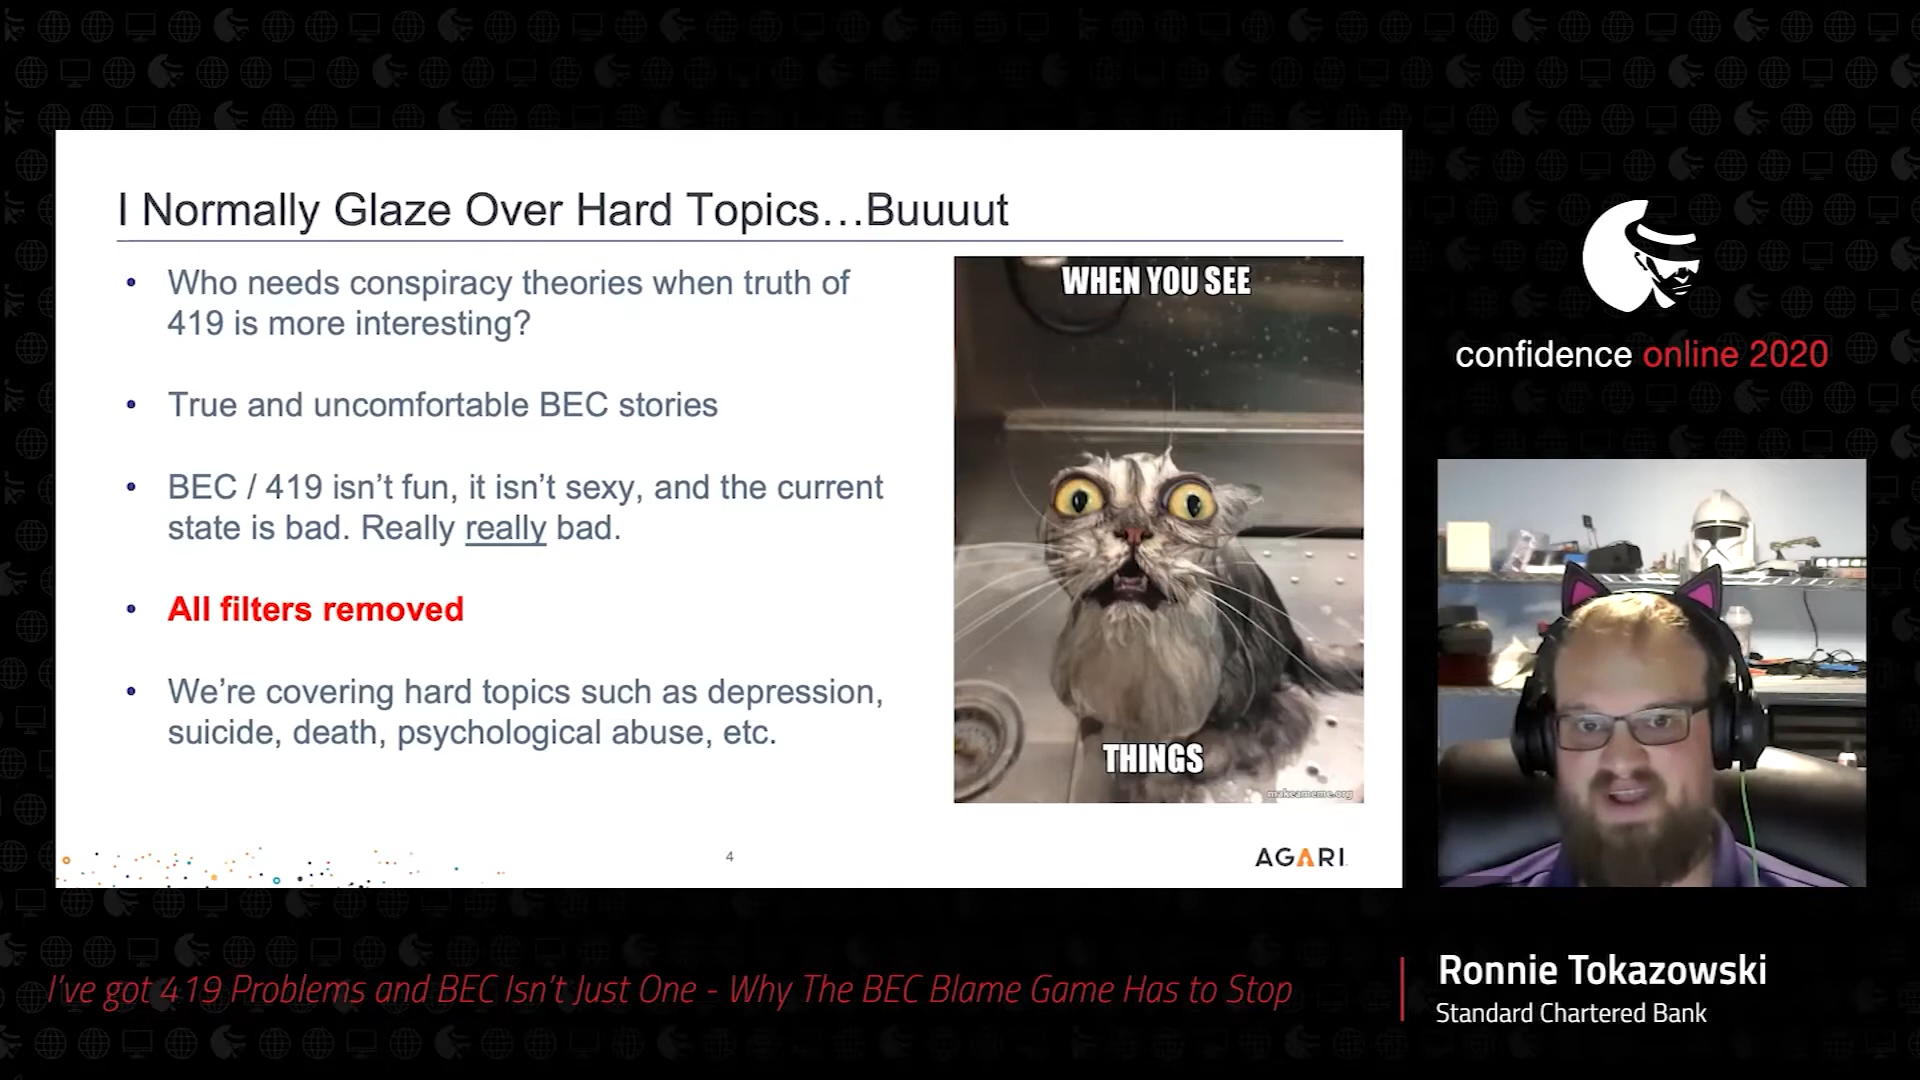 I Normally Glaze Over Hard Topics…Buuuut
• Who needs conspiracy theories when truth of
419 is more interesting?
• True and uncomfortable BEC stories
• BEC / 419 isn’t fun, it isn’t sexy, and the current
state is bad. Really really bad.
• All filters removed
• We’re covering hard topics such as depression,
suicide, death, psychological abuse, etc.
WHEN YOU SEE
THINGS
makeameme.org
4
AGARI
confidence online 2020
I've got 419 Problems and BEC Isn't Just One - Why The BEC Blame Game Has to Stop
Ronnie Tokazowski
Standard Chartered Bank